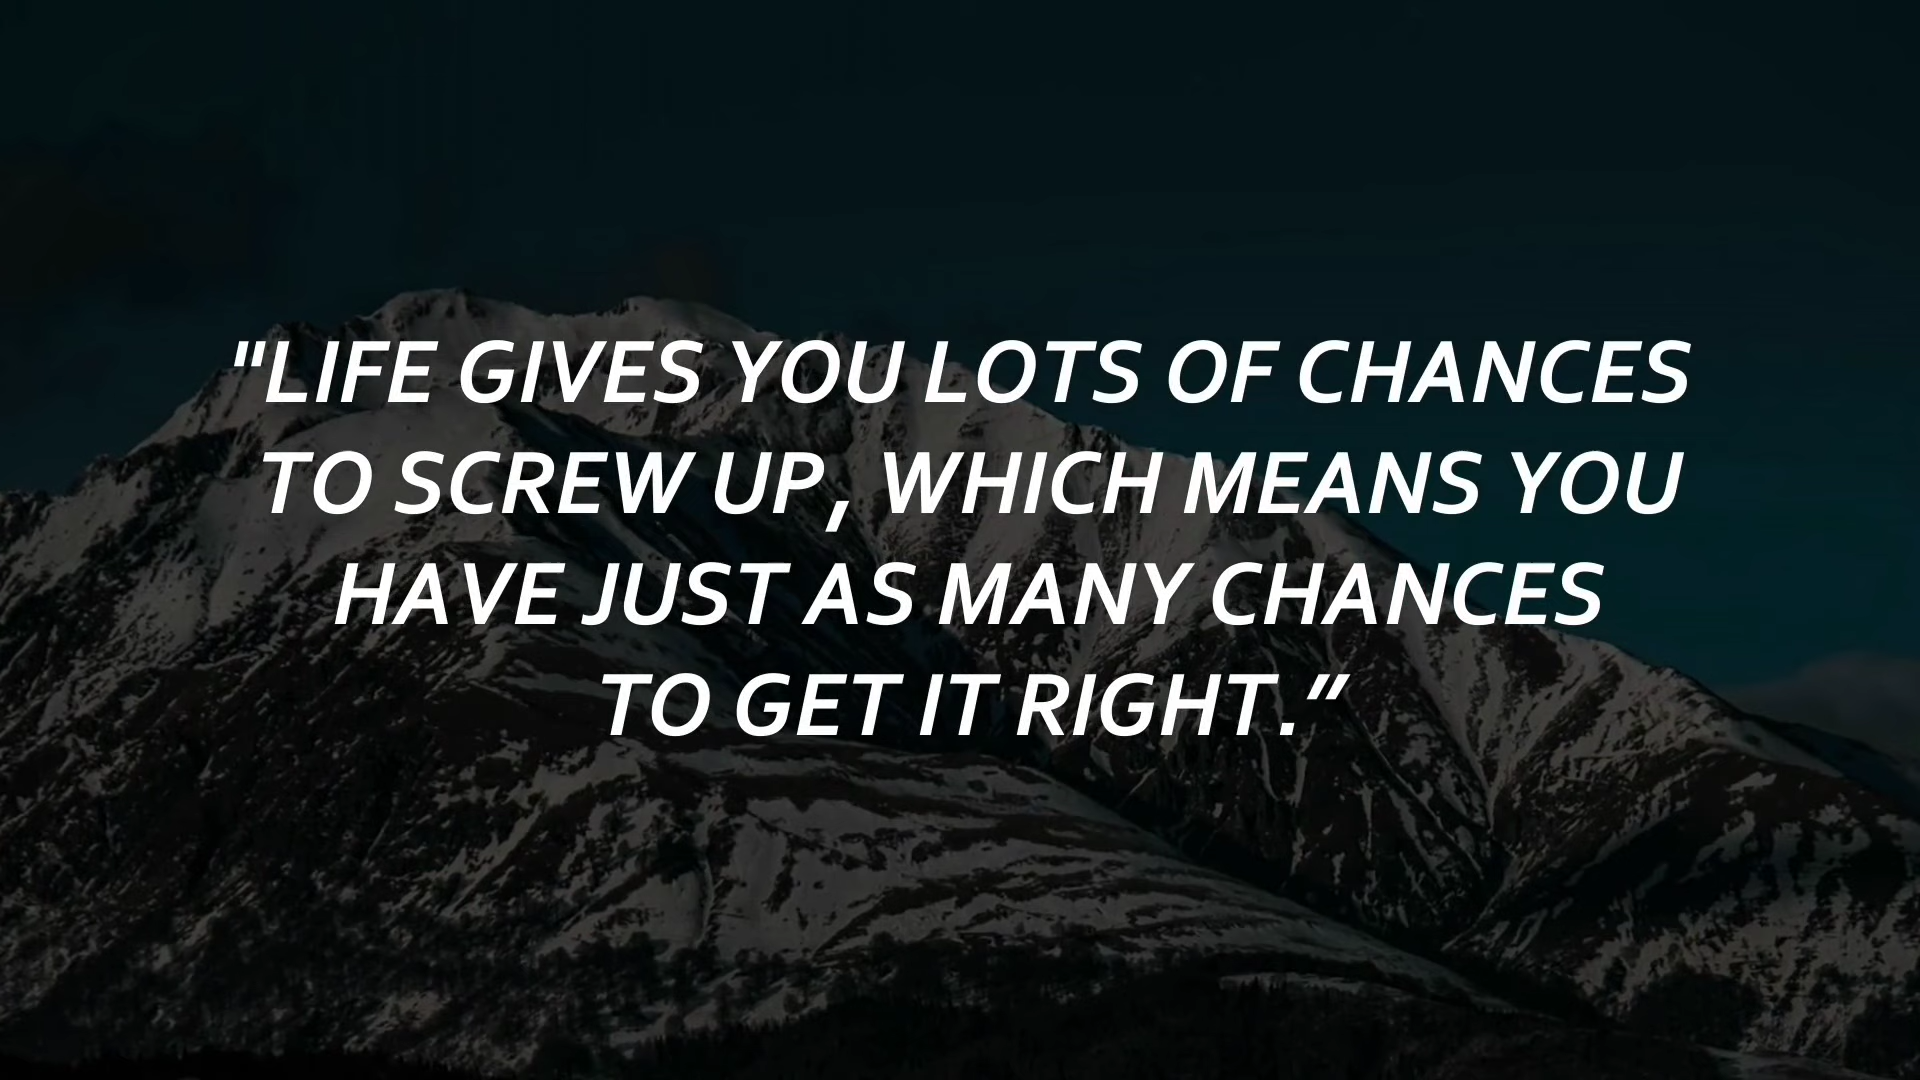 "LIFE GIVES YOU LOTS OF CHANCES
TO SCREW UP, WHICH MEANS YOU
HAVE JUST AS MANY CHANCES
TO GET IT RIGHT.”